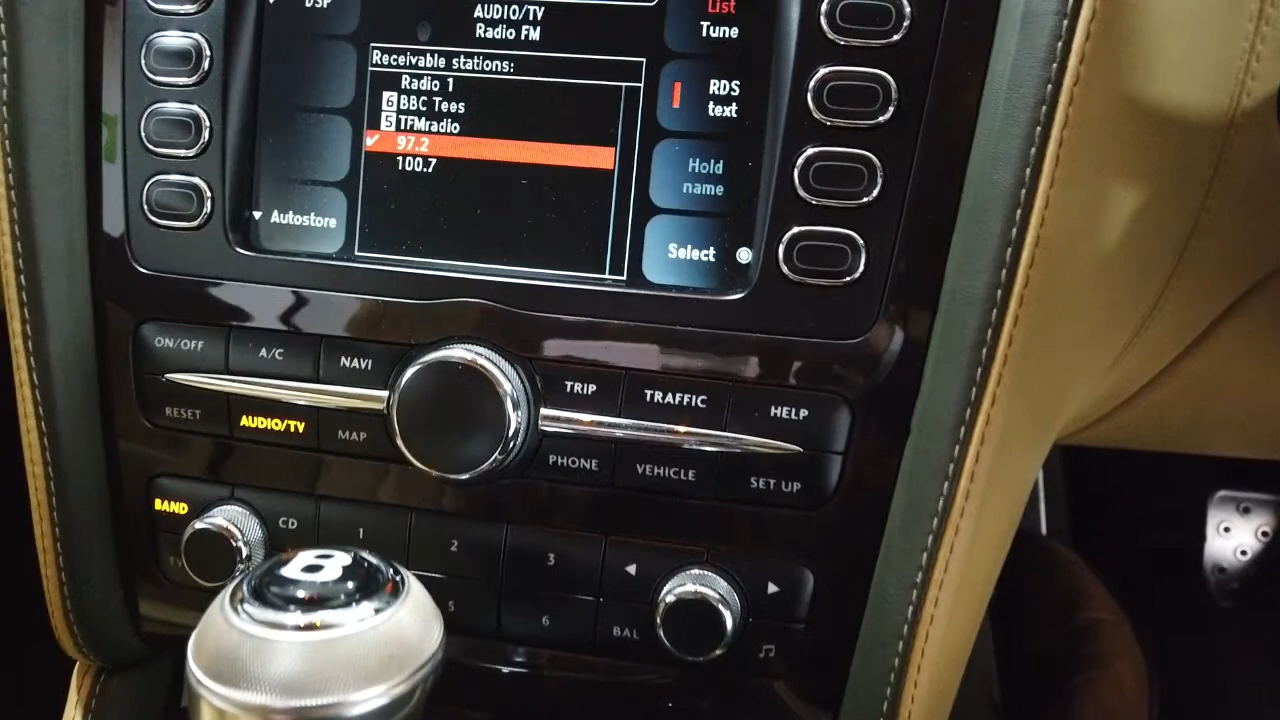 DSP
AUDIO/TV
Radio FM
List
Tune
Receivable stations:
Radio 1
6 BBC Tees
5 TFMradio
97.2
100.7
RDS
text
Hold
name
Autostore
Select
ON/OFF
A/C
NAVI
TRIP
TRAFFIC
HELP
RESET
AUDIO/TV
MAP
PHONE
VEHICLE
SET UP
BAND
CD
1
2
3
TV
5
6
BAL
B